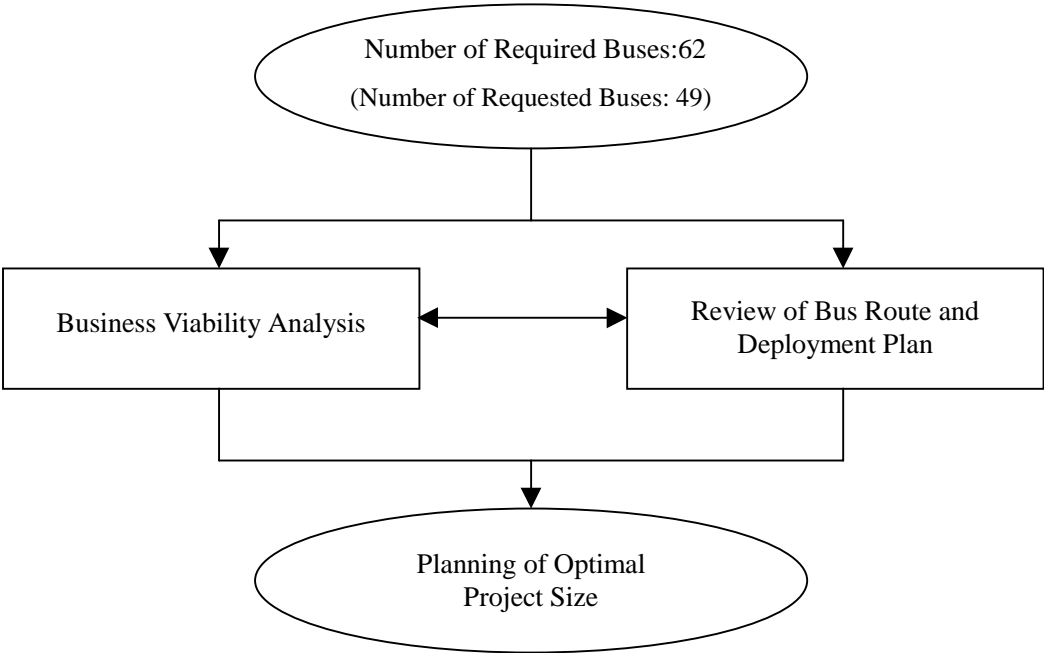 Number of Required Buses:62
(Number of Requested Buses: 49)
Business Viability Analysis
Review of Bus Route and
Deployment Plan
Planning of Optimal
Project Size